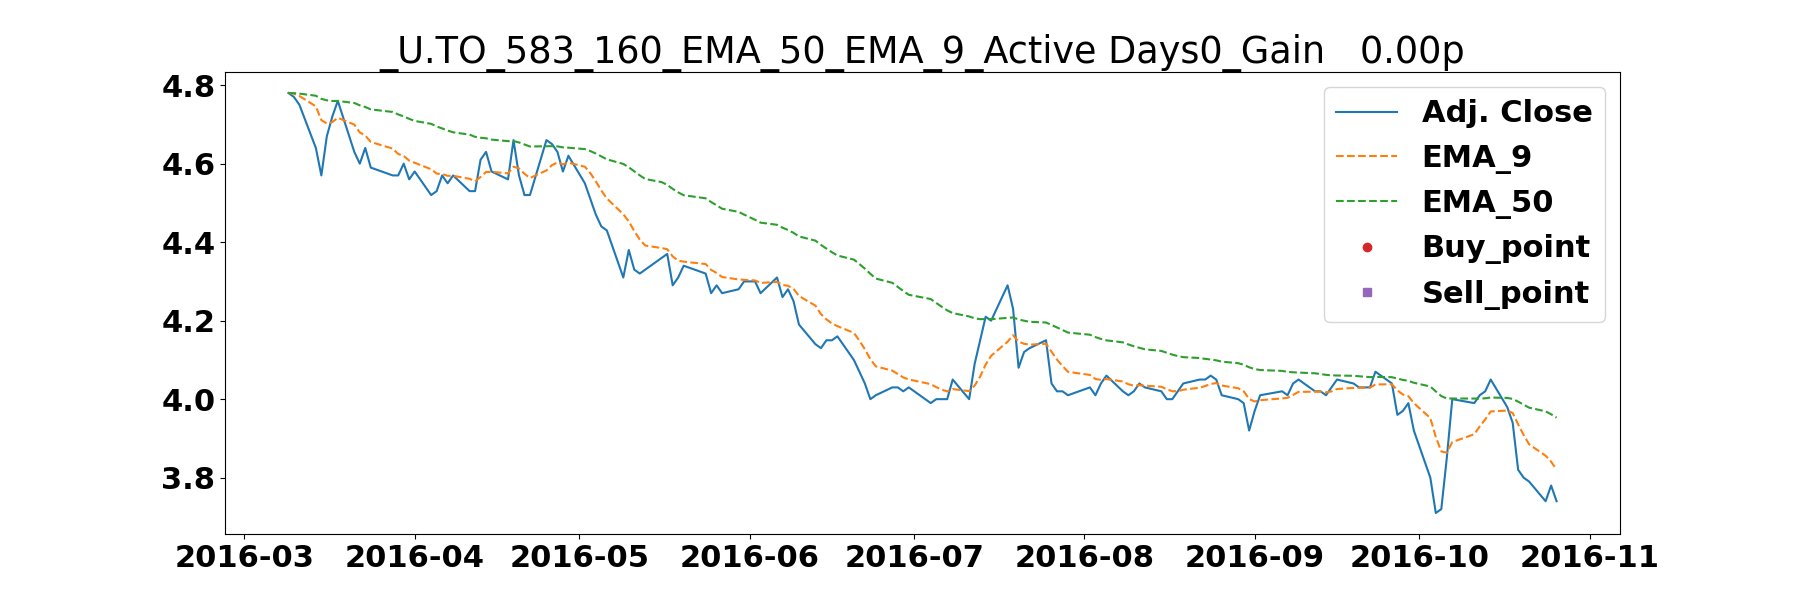 _U.TO_583_160_EMA_50_EMA_9_Active Days0_Gain   0.00p
4.8
4.6
4.4
4.2
4.0
3.8
Adj. Close
EMA_9
EMA_50
Buy_point
Sell_point
2016-03 2016-04 2016-05 2016-06 2016-07 2016-08 2016-09 2016-10 2016-11